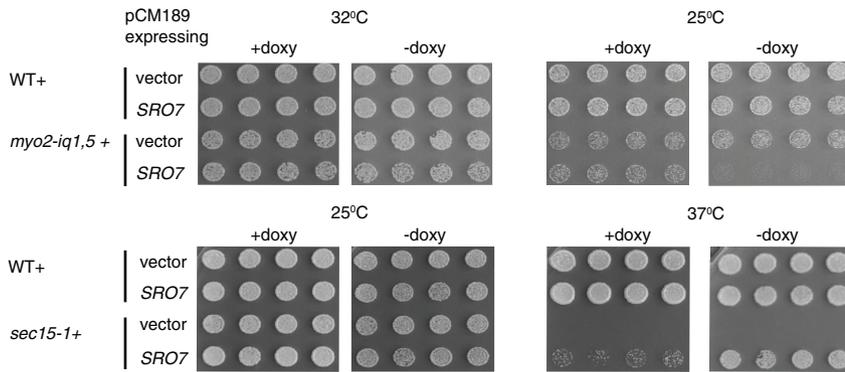 pCM189 expressing
32⁰C
25⁰C
+doxy
-doxy
+doxy
-doxy
WT+
vector
SRO7
myo2-iq1,5 +
vector
SRO7
25⁰C
37⁰C
+doxy
-doxy
+doxy
-doxy
WT+
vector
SRO7
sec15-1+
vector
SRO7